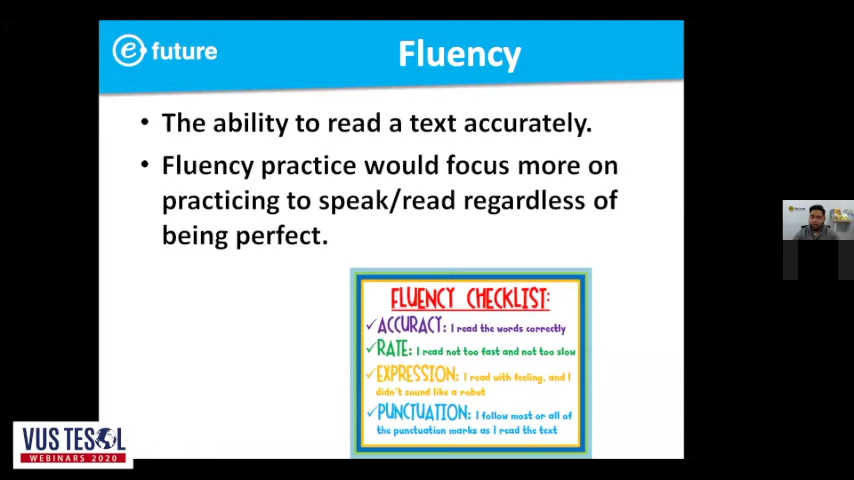 e future
Fluency
• The ability to read a text accurately.
• Fluency practice would focus more on
practicing to speak/read regardless of
being perfect.
FLUENCY CHECKLIST:
✓ACCURACY: I read the words correctly
✓RATE: I read not too fast and not too slow
✓EXPRESSION: I read with feeling, and I
didn't sound like a robot
✓PUNCTUATION: I follow most or all of
the punctuation marks as I read the text
VUS TESOL
WEBINARS 2020